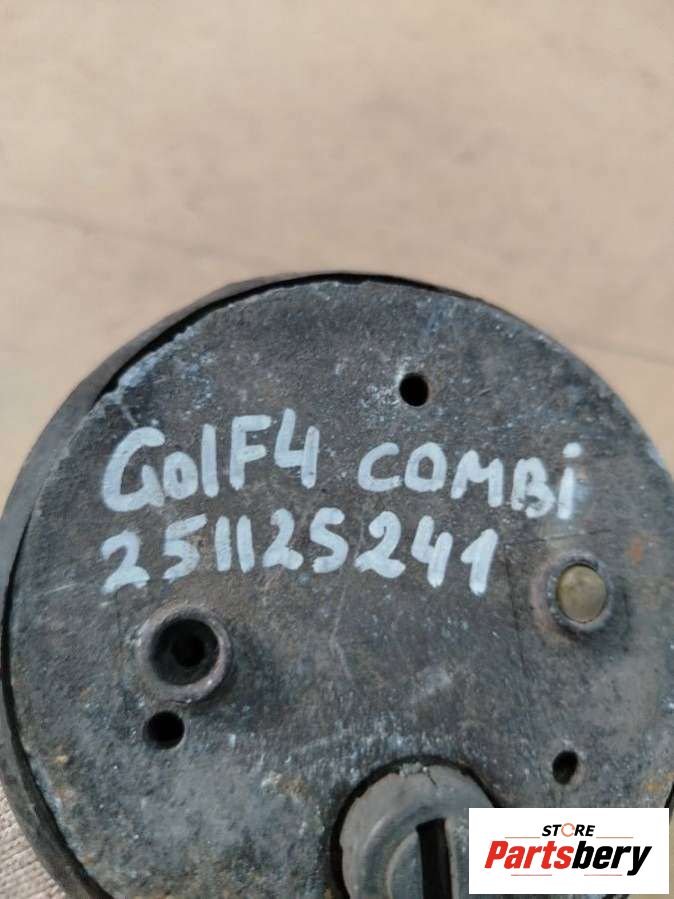 GolF4 COMBi
251125241
STORE
Partsbery